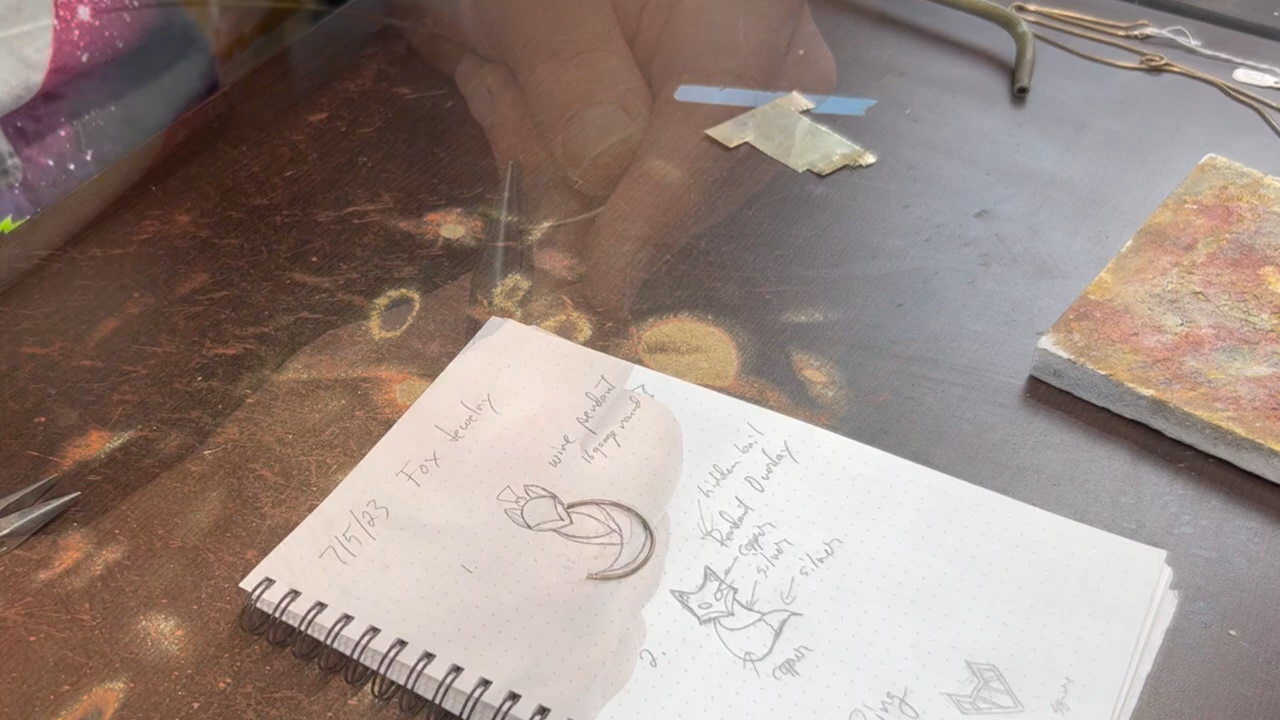 7/5/23 Fox Jewelry
1.
wire pendant
16 gauge round
2.
hidden bail
Pendant Overlay
copper
silver
silver
copper
Ring